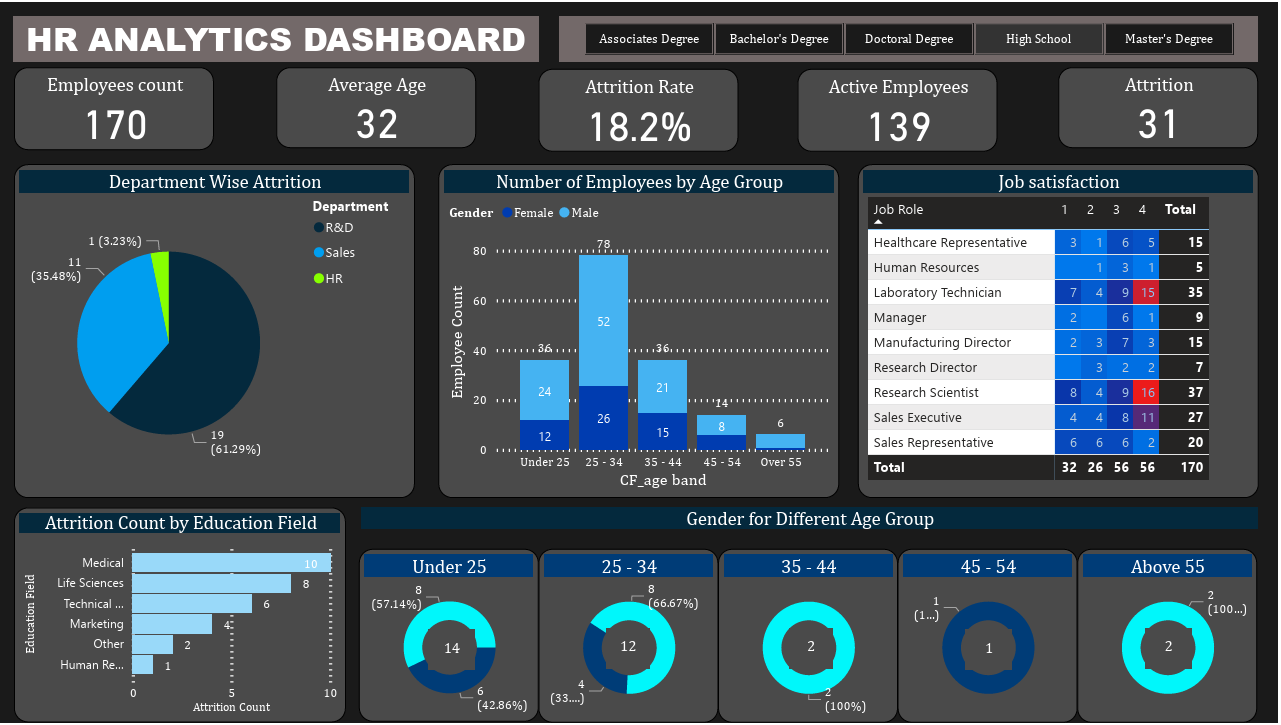 HR ANALYTICS DASHBOARD
Associates Degree
Bachelor's Degree
Doctoral Degree
High School
Master's Degree
Employees count
170
Average Age
32
Attrition Rate
18.2%
Active Employees
139
Attrition
31
Department Wise Attrition
Department
R&D
Sales
HR
1 (3.23%)
11
(35.48%)
19
(61.29%)
Number of Employees by Age Group
Gender Female Male
Employee Count
80
60
40
20
0
78
52
26
36
24
12
36
21
15
14
8
6
Under 25
25 - 34
35 - 44
45 - 54
Over 55
CF_age band
Job satisfaction
Job Role 1 2 3 4 Total
Healthcare Representative 3 1 6 5 15
Human Resources 1 3 1 5
Laboratory Technician 7 4 9 15 35
Manager 2 6 1 9
Manufacturing Director 2 3 7 3 15
Research Director 3 2 2 7
Research Scientist 8 4 9 16 37
Sales Executive 4 4 8 11 27
Sales Representative 6 6 6 2 20
Total 32 26 56 56 170
Attrition Count by Education Field
Education Field
Medical 10
Life Sciences 8
Technical ... 6
Marketing 4
Other 2
Human Re... 1
0 5 10
Attrition Count
Gender for Different Age Group
Under 25
8
(57.14%)
14
6
(42.86%)
25 - 34
8
(66.67%)
12
4
(33....)
35 - 44
2
2
(100%)
45 - 54
1
(1...)
1
Above 55
2
(100...)
2